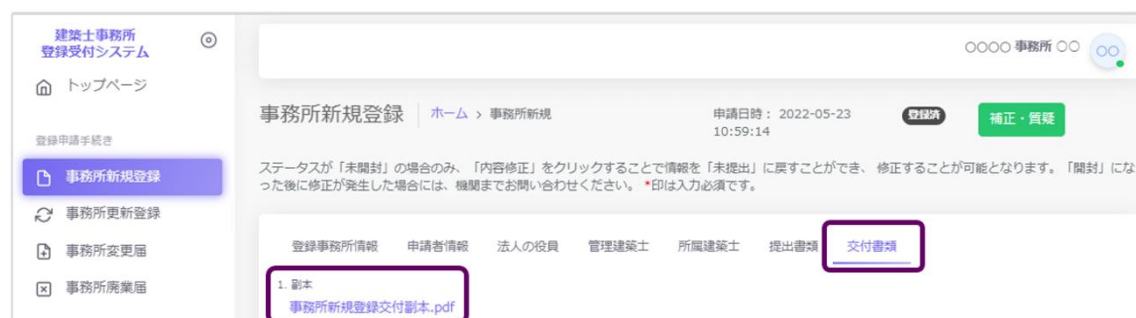 建築士事務所
登録受付システム
〇〇〇〇 事務所 〇〇
〇〇
トップページ
事務所新規登録 ホーム > 事務所新規 申請日時: 2022-05-23 10:59:14 登録済 補正・質疑
登録申請手続き
ステータスが「未開封」の場合のみ、「内容修正」をクリックすることで情報を「未提出」に戻すことができ、 修正することが可能となります。「開封」にな
った後に修正が発生した場合には、機関までお問い合わせください。 *印は入力必須です。
事務所新規登録
事務所更新登録
事務所変更届
事務所廃業届
登録事務所情報 申請者情報 法人の役員 管理建築士 所属建築士 提出書類 交付書類
1. 副本
事務所新規登録交付副本.pdf